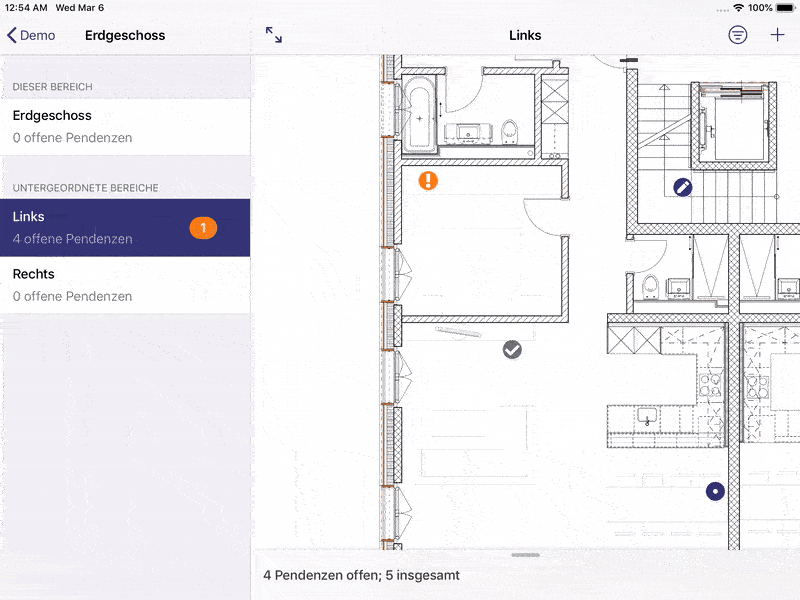 12:54 AM Wed Mar 6
100%
Demo
Erdgeschoss
Links
DIESER BEREICH
Erdgeschoss
0 offene Pendenzen
UNTERGEORDNETE BEREICHE
Links
4 offene Pendenzen
1
Rechts
0 offene Pendenzen
4 Pendenzen offen; 5 insgesamt